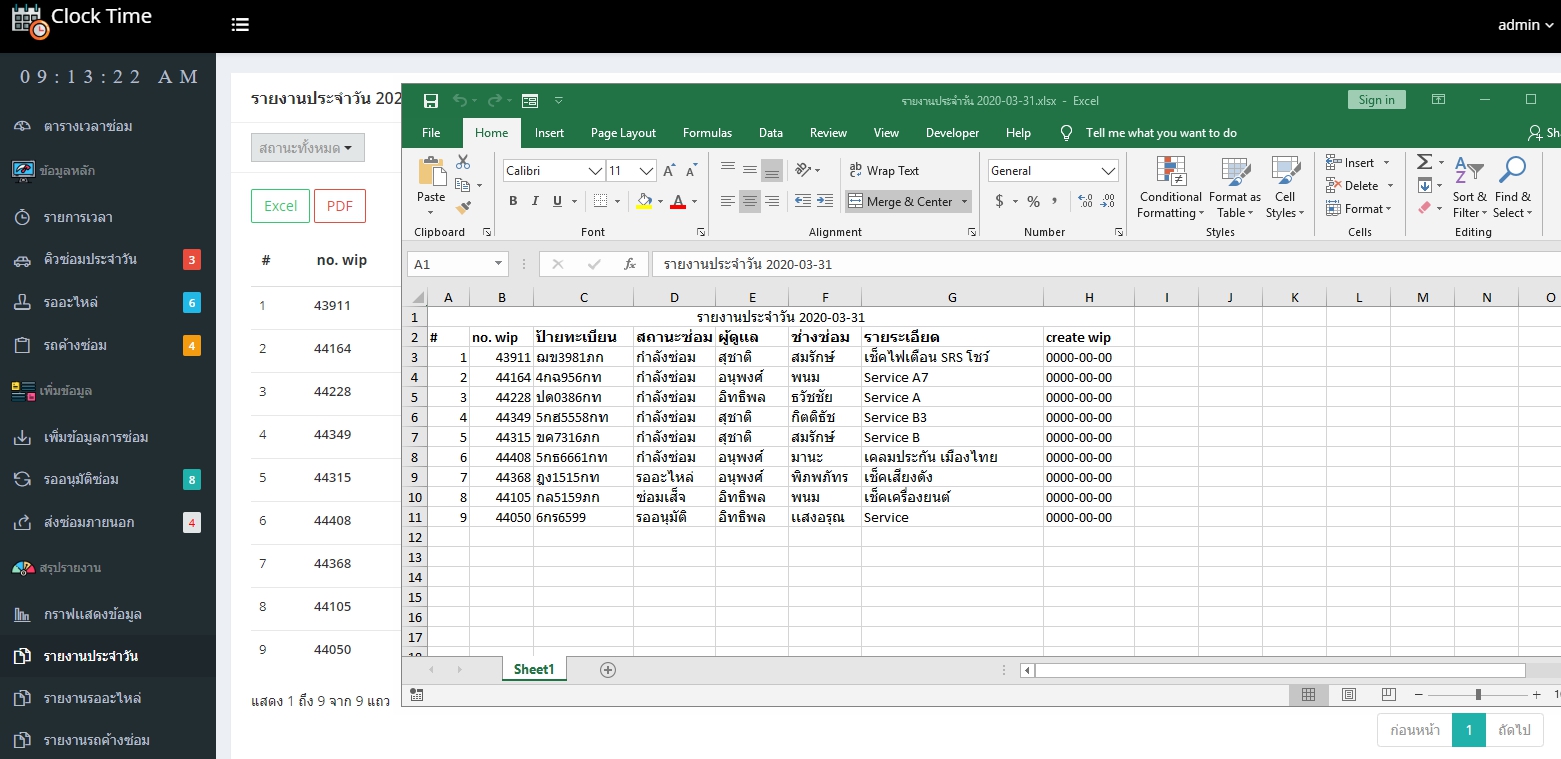 Clock Time
admin
09:13:22 AM
ตารางเวลาซ่อม
ข้อมูลหลัก
รายการเวลา
คิวซ่อมประจำวัน 3
รออะไหล่ 6
รถค้างซ่อม 4
เพิ่มข้อมูล
เพิ่มข้อมูลการซ่อม
รออนุมัติซ่อม 8
ส่งซ่อมภายนอก 4
สรุปรายงาน
กราฟแสดงข้อมูล
รายงานประจำวัน
รายงานรออะไหล่
รายงานรถค้างซ่อม
รายงานประจำวัน 202
สถานะทั้งหมด
Excel PDF
# no. wip
1 43911
2 44164
3 44228
4 44349
5 44315
6 44408
7 44368
8 44105
9 44050
แสดง 1 ถึง 9 จาก 9 แถว
รายงานประจำวัน 2020-03-31.xlsx - Excel
Sign in
File Home Insert Page Layout Formulas Data Review View Developer Help Tell me what you want to do Sh
Paste
Calibri 11
B I U
Wrap Text
Merge & Center
General
$ % ,
Conditional Formatting
Format as Table
Cell Styles
Insert
Delete
Format
Sort & Filter
Find & Select
Clipboard Font Alignment Number Styles Cells Editing
A1 fx รายงานประจำวัน 2020-03-31
A B C D E F G H I J K L M N O
1 รายงานประจำวัน 2020-03-31
2 # no. wip ป้ายทะเบียน สถานะซ่อม ผู้ดูแล ช่างซ่อม รายระเอียด create wip
3 1 43911 ฌข3981ภก กำลังซ่อม สุชาติ สมรักษ์ เช็คไฟเตือน SRS โชว์ 0000-00-00
4 2 44164 4กฉ956กท กำลังซ่อม อนุพงศ์ พนม Service A7 0000-00-00
5 3 44228 ปด0386กท กำลังซ่อม อิทธิพล ธวัชชัย Service A 0000-00-00
6 4 44349 5กฮ5558กท กำลังซ่อม สุชาติ กิตติธัช Service B3 0000-00-00
7 5 44315 ขค7316ภก กำลังซ่อม สุชาติ สมรักษ์ Service B 0000-00-00
8 6 44408 5กธ6661กท กำลังซ่อม อนุพงศ์ มานะ เคลมประกัน เมืองไทย 0000-00-00
9 7 44368 ฎง1515กท รออะไหล่ อนุพงศ์ พิภพภัทร เช็คเสียงดัง 0000-00-00
10 8 44105 กล5159ภก ซ่อมเส็จ อิทธิพล พนม เช็คเครื่องยนต์ 0000-00-00
11 9 44050 6กร6599 รออนุมัติ อิทธิพล แสงอรุณ Service 0000-00-00
12
13
14
15
16
17
Sheet1
ก่อนหน้า 1 ถัดไป